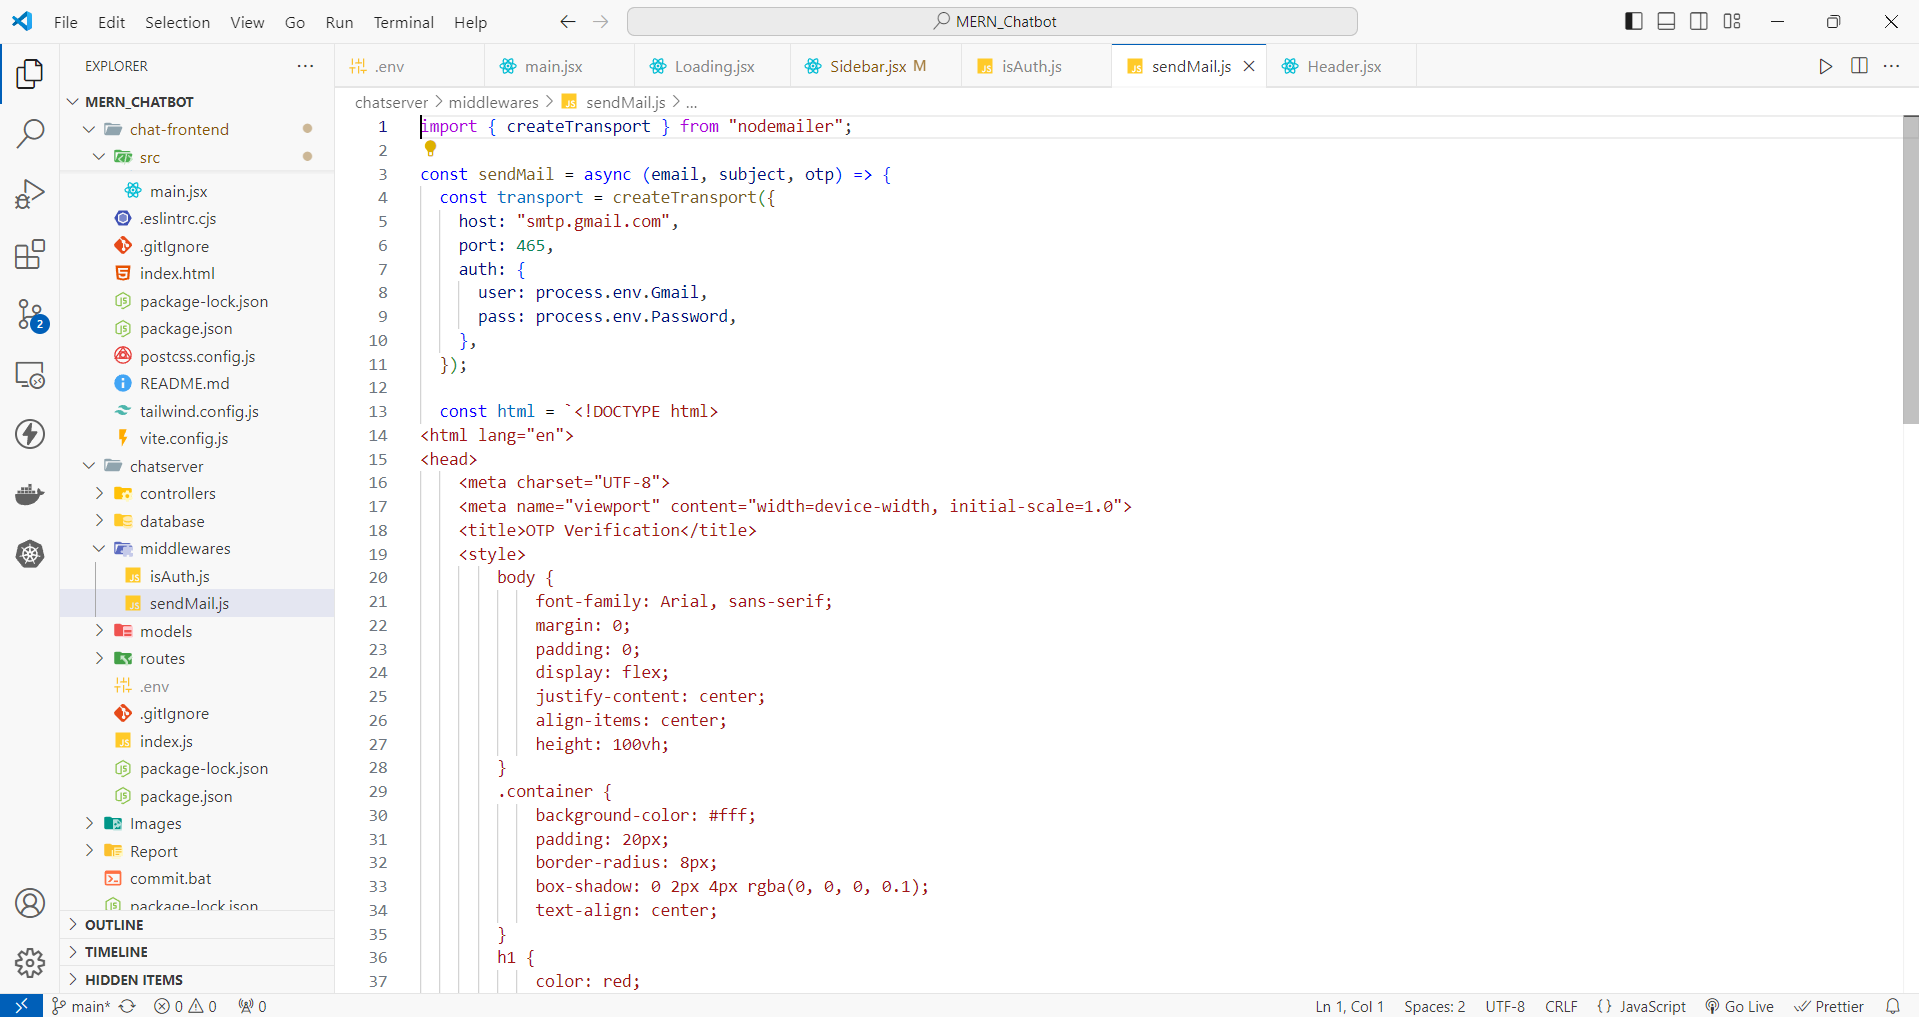 File Edit Selection View Go Run Terminal Help
MERN_Chatbot
EXPLORER
MERN_CHATBOT
chat-frontend
src
main.jsx
.eslintrc.cjs
.gitIgnore
index.html
package-lock.json
package.json
postcss.config.js
README.md
tailwind.config.js
vite.config.js
chatserver
controllers
database
middlewares
isAuth.js
sendMail.js
models
routes
.env
.gitIgnore
index.js
package-lock.json
package.json
Images
Report
commit.bat
package-lock.json
OUTLINE
TIMELINE
HIDDEN ITEMS
2
.env main.jsx Loading.jsx Sidebar.jsx M isAuth.js sendMail.js Header.jsx
chatserver > middlewares > sendMail.js > ...
1 import { createTransport } from "nodemailer";
2
3 const sendMail = async (email, subject, otp) => {
4 const transport = createTransport({
5 host: "smtp.gmail.com",
6 port: 465,
7 auth: {
8 user: process.env.Gmail,
9 pass: process.env.Password,
10 },
11 });
12
13 const html = `<!DOCTYPE html>
14 <html lang="en">
15 <head>
16 <meta charset="UTF-8">
17 <meta name="viewport" content="width=device-width, initial-scale=1.0">
18 <title>OTP Verification</title>
19 <style>
20 body {
21 font-family: Arial, sans-serif;
22 margin: 0;
23 padding: 0;
24 display: flex;
25 justify-content: center;
26 align-items: center;
27 height: 100vh;
28 }
29 .container {
30 background-color: #fff;
31 padding: 20px;
32 border-radius: 8px;
33 box-shadow: 0 2px 4px rgba(0, 0, 0, 0.1);
34 text-align: center;
35 }
36 h1 {
37 color: red;
main* 0 0 0 Ln 1, Col 1 Spaces: 2 UTF-8 CRLF {} JavaScript Go Live Prettier